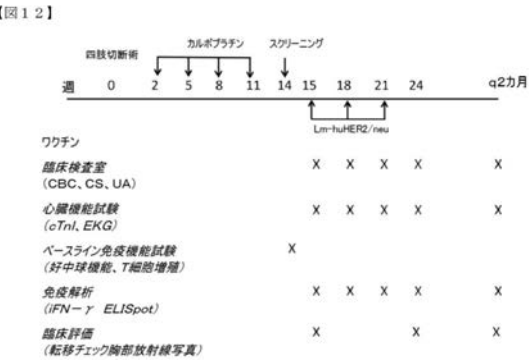 【図12】
四肢切断術 カルボプラチン スクリーニング
週 0 2 5 8 11 14 15 18 21 24 q2カ月
Lm-huHER2/neu
ワクチン
臨床検査室 X X X X X
(CBC、CS、UA)
心臓機能試験 X X X X X
(cTnI、EKG)
ベースライン免疫機能試験 X
(好中球機能、T細胞増殖)
免疫解析 X X X X X
(iFN-γ ELISpot)
臨床評価 X X X
(転移チェック胸部放射線写真)